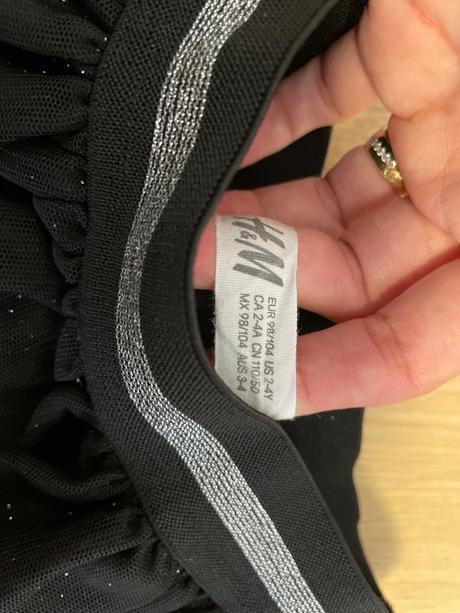 H&M
EUR 98/104 US 2-4Y
CA 2-4A CN 110/50
MX 98/104 AUS 3-4